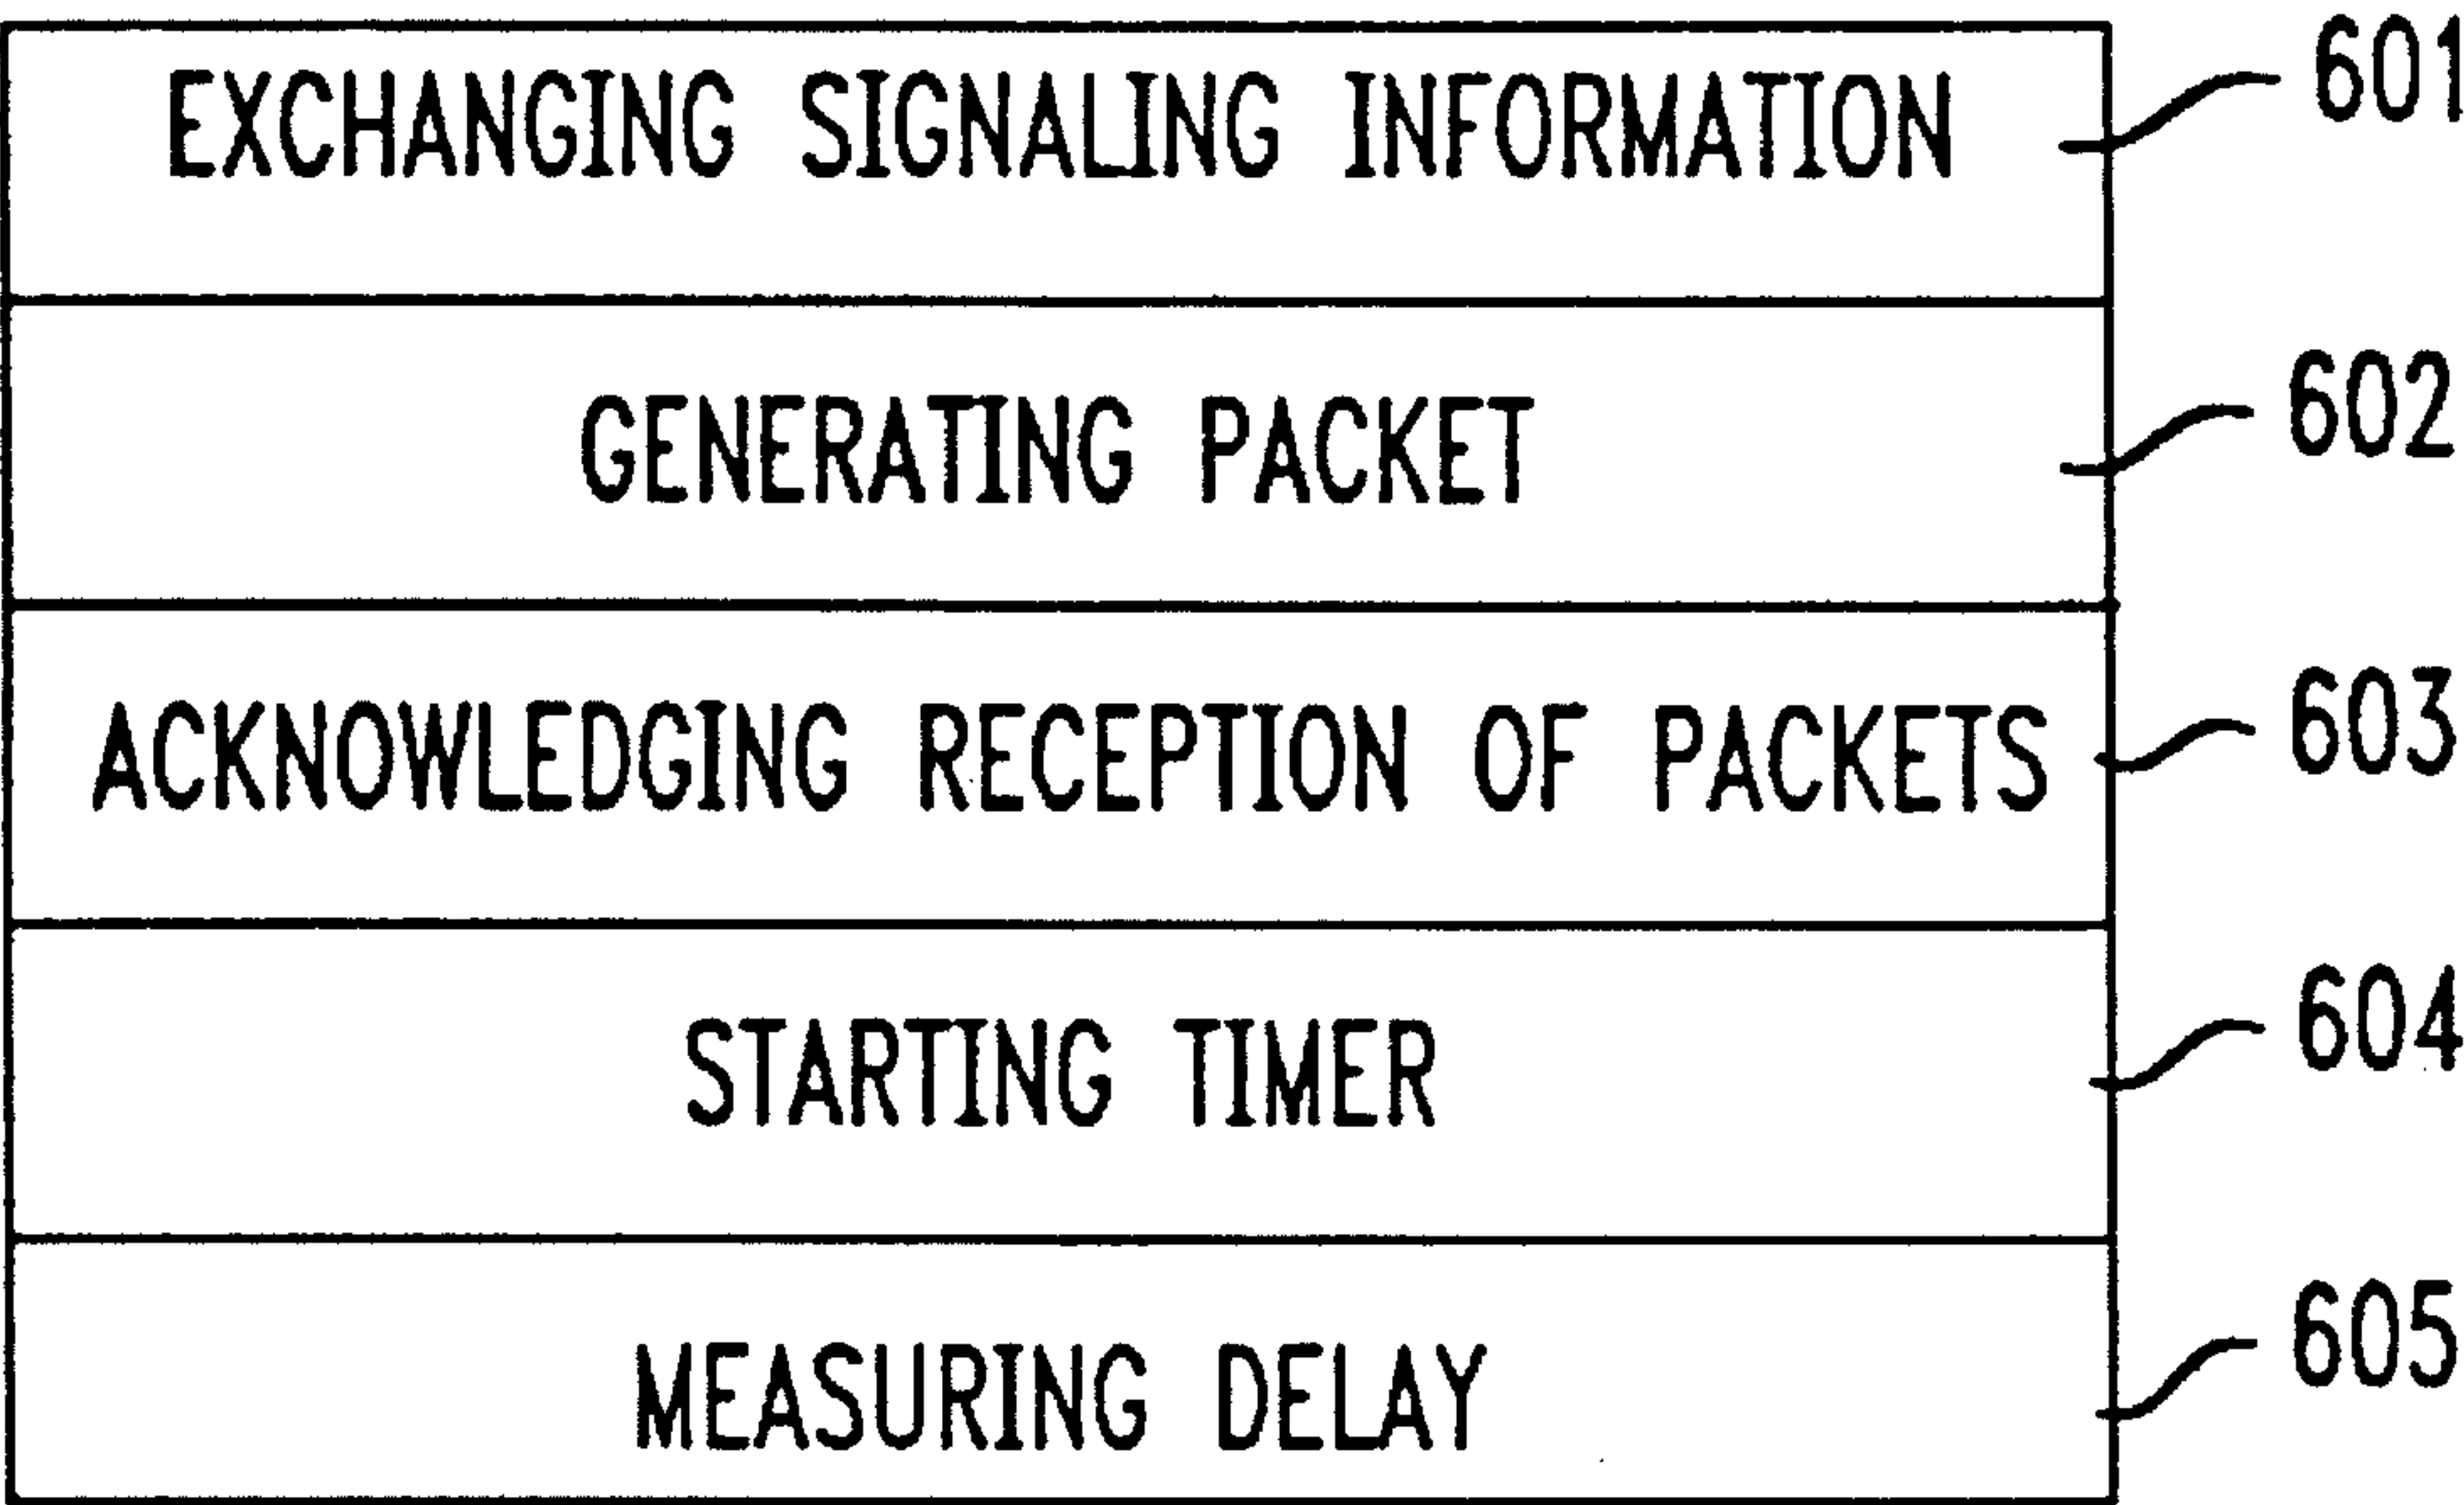 EXCHANGING SIGNALING INFORMATION 601
GENERATING PACKET 602
ACKNOWLEDGING RECEPTION OF PACKETS 603
STARTING TIMER 604
MEASURING DELAY 605